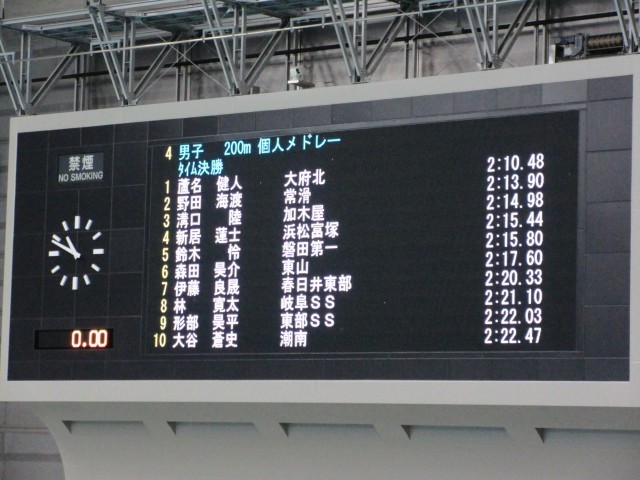 禁煙
NO SMOKING
4 男子 200m 個人メドレー
ﾀｲﾑ決勝
1 蘆名 健人 大府北 2:10.48
2 野田 海渡 常滑 2:13.90
3 溝口 陸 加木屋 2:14.98
4 新居 蓮士 浜松富塚 2:15.44
5 鈴木 怜 磐田第一 2:15.80
6 森田 昊介 東山 2:17.60
7 伊藤 良晟 春日井東部 2:20.33
8 林 寛太 岐阜SS 2:21.10
9 形部 昊平 東部SS 2:22.03
10 大谷 蒼史 潮南 2:22.47
0.00